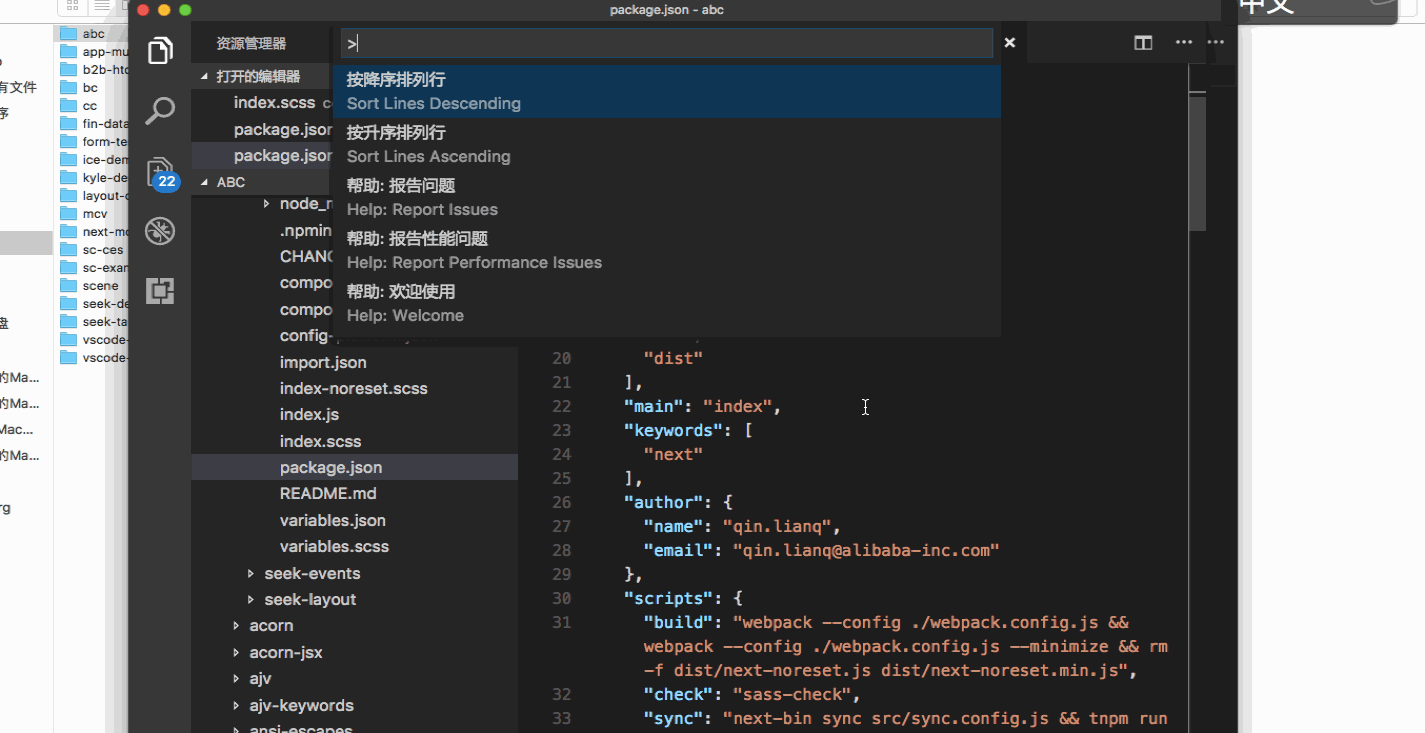 package.json - abc
中文
有文件
序
盘
的Ma...
的Ma...
Mac...
的Ma...
rg
abc
app-mu
b2b-htc
bc
cc
fin-data
form-te
ice-dem
kyle-de
layout-c
mcv
next-mo
sc-ces
sc-exan
scene
seek-de
seek-ta
vscode-
vscode-
22
资源管理器
打开的编辑器
index.scss
package.json
package.json
ABC
node_
.npmin
CHANG
compo
compo
config-
import.json
index-noreset.scss
index.js
index.scss
package.json
README.md
variables.json
variables.scss
seek-events
seek-layout
acorn
acorn-jsx
ajv
ajv-keywords
ansi-escapes
>
按降序排列行
Sort Lines Descending
按升序排列行
Sort Lines Ascending
帮助: 报告问题
Help: Report Issues
帮助: 报告性能问题
Help: Report Performance Issues
帮助: 欢迎使用
Help: Welcome
20 "dist"
21 ],
22 "main": "index",
23 "keywords": [
24 "next"
25 ],
26 "author": {
27 "name": "qin.lianq",
28 "email": "qin.lianq@alibaba-inc.com"
29 },
30 "scripts": {
31 "build": "webpack --config ./webpack.config.js &&
webpack --config ./webpack.config.js --minimize && rm
-f dist/next-noreset.js dist/next-noreset.min.js",
32 "check": "sass-check",
33 "sync": "next-bin sync src/sync.config.js && tnpm run